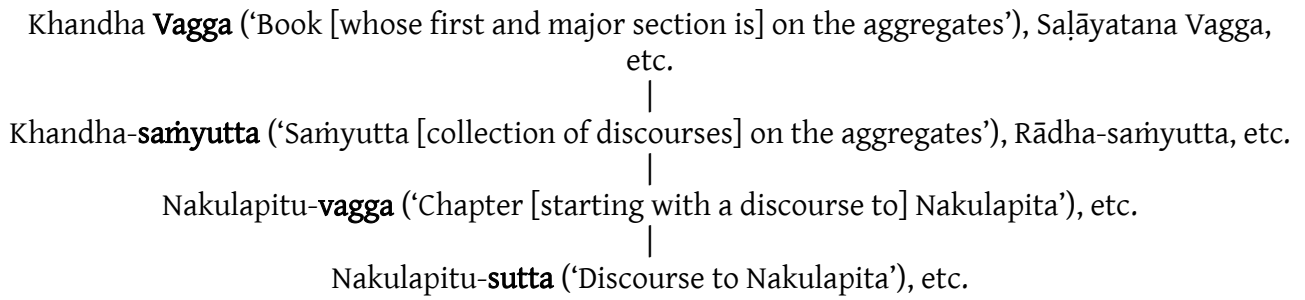 Khandha Vagga (‘Book [whose first and major section is] on the aggregates’), Saḷāyatana Vagga,
etc.
Khandha-saṁyutta (‘Saṁyutta [collection of discourses] on the aggregates’), Rādha-saṁyutta, etc.
Nakulapitu-vagga (‘Chapter [starting with a discourse to] Nakulapita’), etc.
Nakulapitu-sutta (‘Discourse to Nakulapita’), etc.